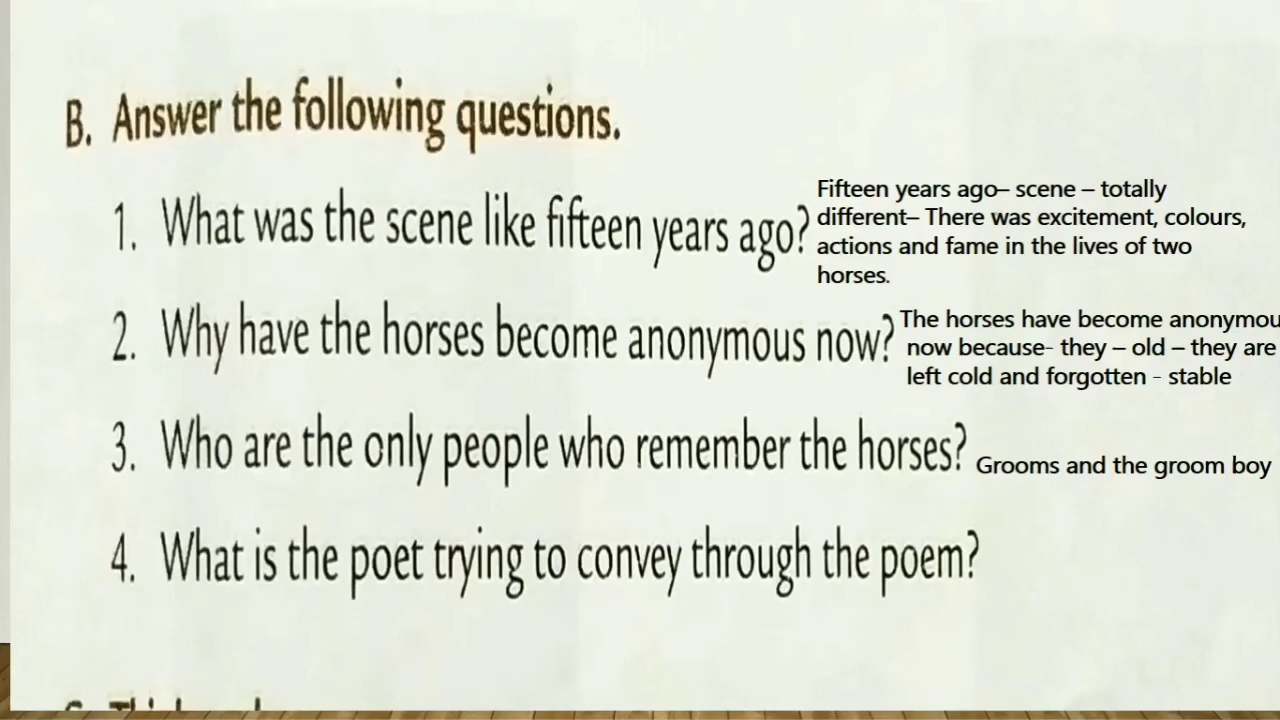 B. Answer the following questions.
1. What was the scene like fifteen years ago?
Fifteen years ago– scene – totally
different– There was excitement, colours,
actions and fame in the lives of two
horses.
2. Why have the horses become anonymous now?
The horses have become anonymou
now because- they – old – they are
left cold and forgotten - stable
3. Who are the only people who remember the horses?
Grooms and the groom boy
4. What is the poet trying to convey through the poem?